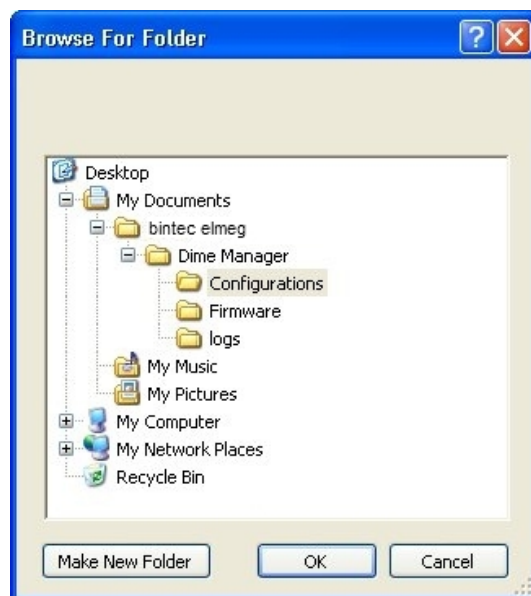 Browse For Folder
Desktop
My Documents
bintec elmeg
Dime Manager
Configurations
Firmware
logs
My Music
My Pictures
My Computer
My Network Places
Recycle Bin
Make New Folder OK Cancel